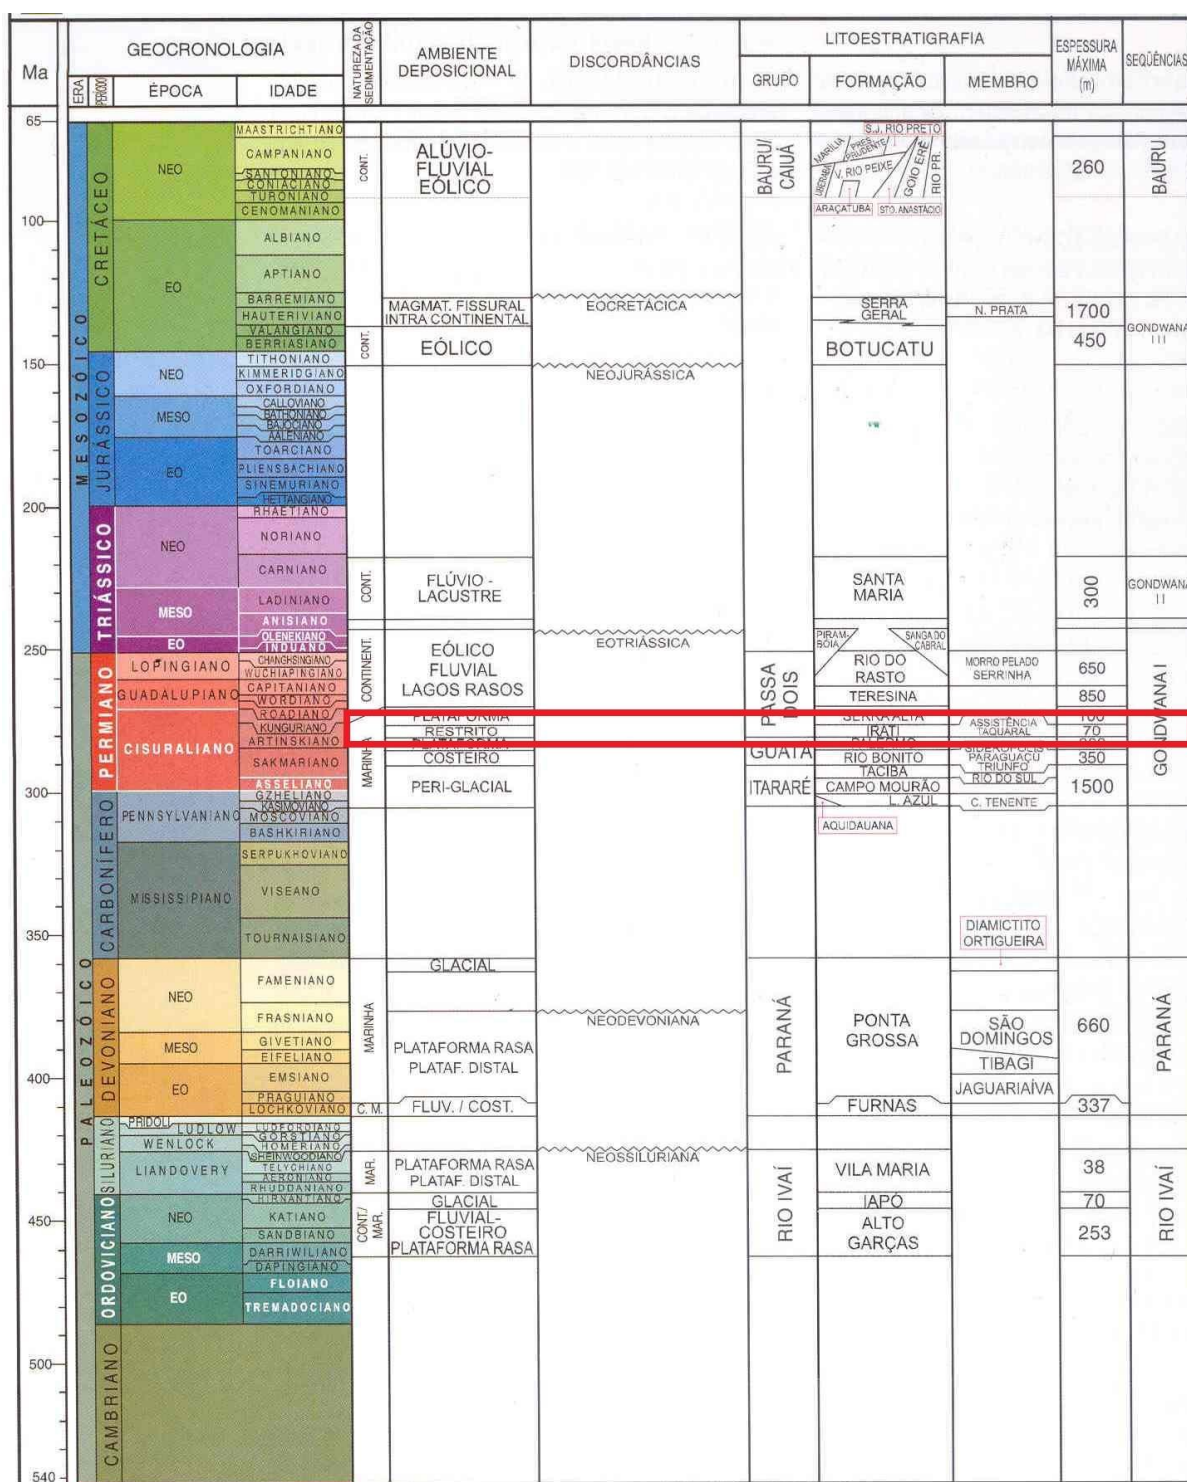 Ma
GEOCRONOLOGIA
ERA
PERÍODO
ÉPOCA
IDADE
NATUREZA DA
SEDIMENTAÇÃO
AMBIENTE
DEPOSICIONAL
DISCORDÂNCIAS
LITOESTRATIGRAFIA
GRUPO
FORMAÇÃO
MEMBRO
ESPESSURA
MÁXIMA
(m)
SEQÜÊNCIAS
65
100
150
200
250
300
350
400
450
500
540
MESOZÓICO
PALEOZÓICO
CRETÁCEO
JURÁSSICO
TRIÁSSICO
PERMIANO
CARBONÍFERO
DEVONIANO
SILURIANO
ORDOVICIANO
CAMBRIANO
NEO
EO
NEO
MESO
EO
NEO
MESO
EO
LOPINGIANO
GUADALUPIANO
CISURALIANO
PENNSYLVANIANO
MISSISSIPIANO
NEO
MESO
EO
PRIDOLI
LUDLOW
WENLOCK
LIANDOVERY
NEO
MESO
EO
MAASTRICHTIANO
CAMPANIANO
SANTONIANO
CONIACIANO
TURONIANO
CENOMANIANO
ALBIANO
APTIANO
BARREMIANO
HAUTERIVIANO
VALANGIANO
BERRIASIANO
TITHONIANO
KIMMERIDGIANO
OXFORDIANO
CALLOVIANO
BATHONIANO
BAJOCIANO
AALENIANO
TOARCIANO
PLIENSBACHIANO
SINEMURIANO
HETTANGIANO
RHAETIANO
NORIANO
CARNIANO
LADINIANO
ANISIANO
OLENEKIANO
INDUANO
CHANGHSINGIANO
WUCHIAPINGIANO
CAPITANIANO
WORDIANO
ROADIANO
KUNGURIANO
ARTINSKIANO
SAKMARIANO
ASSELIANO
GZHELIANO
KASIMOVIANO
MOSCOVIANO
BASHKIRIANO
SERPUKHOVIANO
VISEANO
TOURNAISIANO
FAMENIANO
FRASNIANO
GIVETIANO
EIFELIANO
EMSIANO
PRAGUIANO
LOCHKOVIANO
LUDFORDIANO
GORSTIANO
HOMERIANO
SHEINWOODIANO
TELYCHIANO
AERONIANO
RHUDDANIANO
HIRNANTIANO
KATIANO
SANDBIANO
DARRIWILIANO
DAPINGIANO
FLOIANO
TREMADOCIANO
CONT.
CONT.
CONT.
CONTINENT.
MARINHA
MARINHA
C. M.
MAR.
CONT./
MAR.
ALÚVIO-
FLUVIAL
EÓLICO
MAGMAT. FISSURAL
INTRA CONTINENTAL
EÓLICO
FLÚVIO -
LACUSTRE
EÓLICO
FLUVIAL
LAGOS RASOS
PLATAFORMA
RESTRITO
PLATAFORMA
COSTEIRO
PERI-GLACIAL
GLACIAL
PLATAFORMA RASA
PLATAF. DISTAL
FLUV. / COST.
PLATAFORMA RASA
PLATAF. DISTAL
GLACIAL
FLUVIAL-
COSTEIRO
PLATAFORMA RASA
EOCRETÁCICA
NEOJURÁSSICA
EOTRIÁSSICA
NEODEVONIANA
NEOSSILURIANA
BAURU/
CAIUÁ
PASSA
DOIS
GUATÁ
ITARARÉ
PARANÁ
RIO IVAÍ
S.J. RIO PRETO
MARÍLIA
PRES.
PRUDENTE
UBERABA
V. RIO PEIXE
GOIO ERÊ
RIO PR.
ARAÇATUBA
STO. ANASTÁCIO
SERRA
GERAL
BOTUCATU
SANTA
MARIA
PIRAM-
BÓIA
SANGA DO
CABRAL
RIO DO
RASTO
TERESINA
SERRA ALTA
IRATI
PALERMO
RIO BONITO
TACIBA
CAMPO MOURÃO
L. AZUL
AQUIDAUANA
PONTA
GROSSA
FURNAS
VILA MARIA
IAPÓ
ALTO
GARÇAS
N. PRATA
MORRO PELADO
SERRINHA
ASSISTÊNCIA
TAQUARAL
SIDERÓPOLIS
PARAGUAÇU
TRIUNFO
RIO DO SUL
C. TENENTE
DIAMICTITO
ORTIGUEIRA
SÃO
DOMINGOS
TIBAGI
JAGUARIAÍVA
260
1700
450
300
650
850
100
70
350
1500
660
337
38
70
253
BAURU
GONDWANA
III
GONDWANA
II
GONDWANA I
PARANÁ
RIO IVAÍ